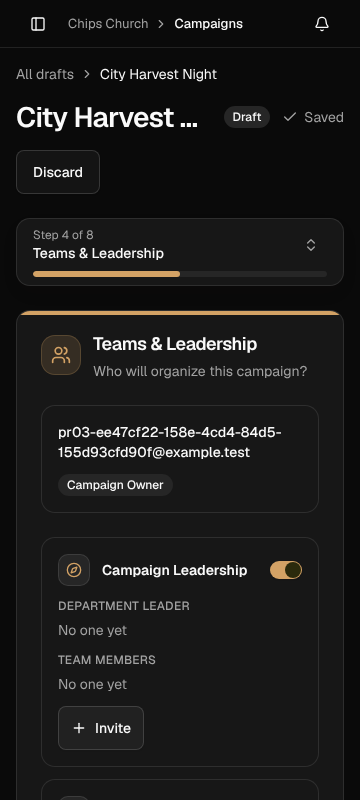 Chips Church > Campaigns
All drafts > City Harvest Night
City Harvest ... Draft Saved
Discard
Step 4 of 8
Teams & Leadership
Teams & Leadership
Who will organize this campaign?
pr03-ee47cf22-158e-4cd4-84d5-
155d93cfd90f@example.test
Campaign Owner
Campaign Leadership
DEPARTMENT LEADER
No one yet
TEAM MEMBERS
No one yet
+ Invite